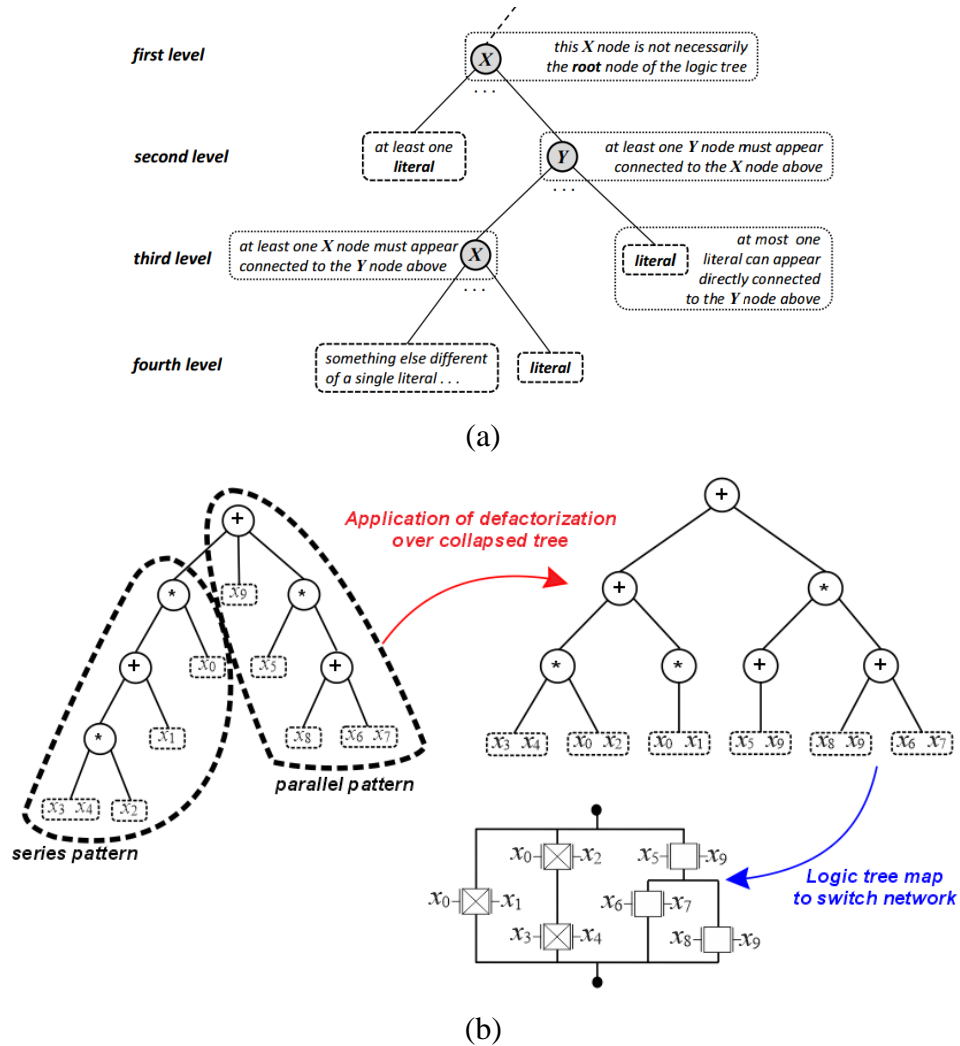 first level
X
this X node is not necessarily
the root node of the logic tree
. . .
second level
at least one
literal
Y
at least one Y node must appear
connected to the X node above
. . .
third level
at least one X node must appear
connected to the Y node above
X
. . .
literal
at most one
literal can appear
directly connected
to the Y node above
fourth level
something else different
of a single literal . . .
literal
(a)
+
Application of defactorization
over collapsed tree
+
* x9 *
+ *
+ x0 x5 +
* * + +
* x1 x8 x6 x7
x3 x4 x0 x2 x0 x1 x5 x9 x8 x9 x6 x7
parallel pattern
x3 x4 x2
series pattern
x0 x2 x5 x9
x0 x1 x6 x7
x3 x4 x8 x9
Logic tree map
to switch network
(b)